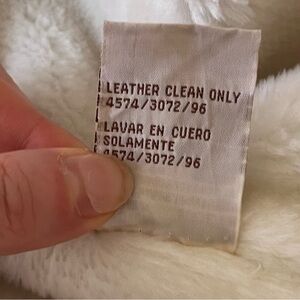 LEATHER CLEAN ONLY
4574/3072/96
LAVAR EN CUERO
SOLAMENTE
4574/3072/96